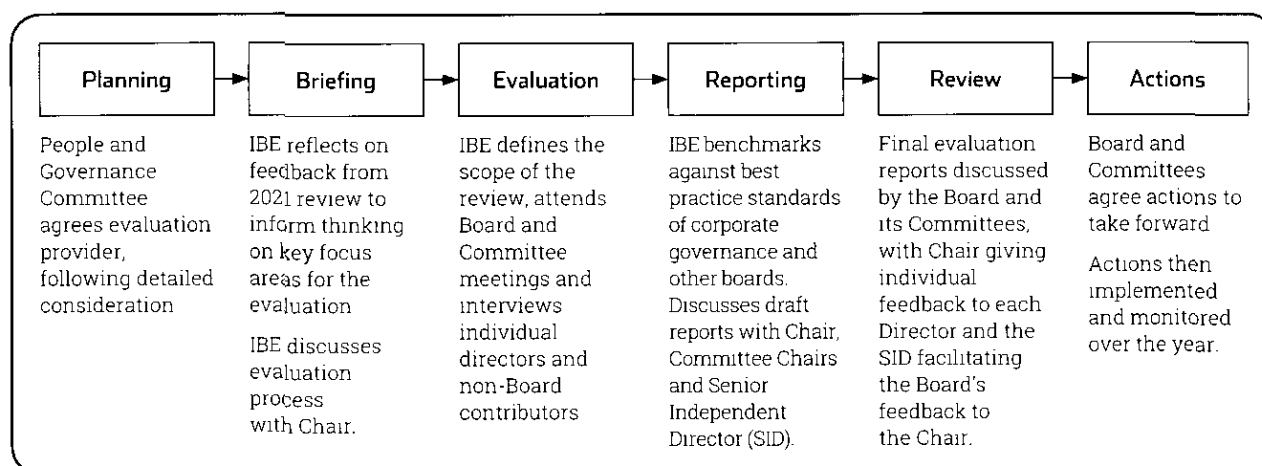 Planning
People and
Governance
Committee
agrees evaluation
provider,
following detailed
consideration
Briefing
IBE reflects on
feedback from
2021 review to
inform thinking
on key focus
areas for the
evaluation
IBE discusses
evaluation
process
with Chair.
Evaluation
IBE defines the
scope of the
review, attends
Board and
Committee
meetings and
interviews
individual
directors and
non-Board
contributors
Reporting
IBE benchmarks
against best
practice standards
of corporate
governance and
other boards.
Discusses draft
reports with Chair,
Committee Chairs
and Senior
Independent
Director (SID).
Review
Final evaluation
reports discussed
by the Board and
its Committees,
with Chair giving
individual
feedback to each
Director and the
SID facilitating
the Board's
feedback to
the Chair.
Actions
Board and
Committees
agree actions to
take forward
Actions then
implemented
and monitored
over the year.